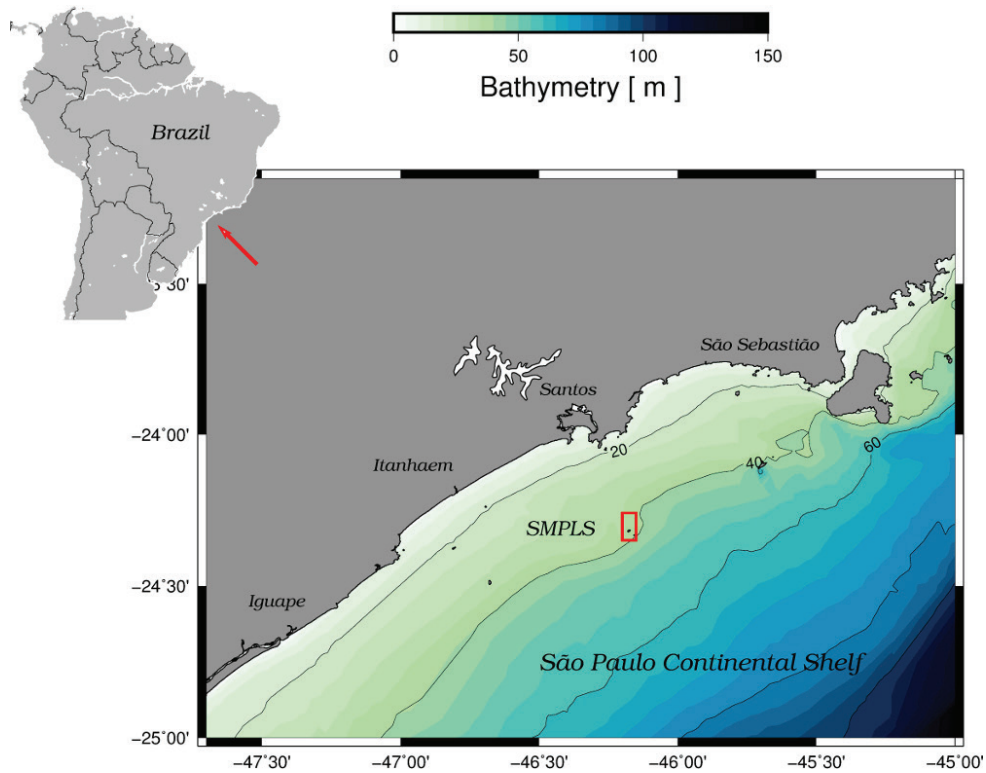 0 50 100 150
Bathymetry [ m ]
Brazil
30'
São Sebastião
Santos
−24°00'
20
60
Itanhaem
40
SMPLS
−24°30'
Iguape
São Paulo Continental Shelf
−25°00'
−47°30' −47°00' −46°30' −46°00' −45°30' −45°00'